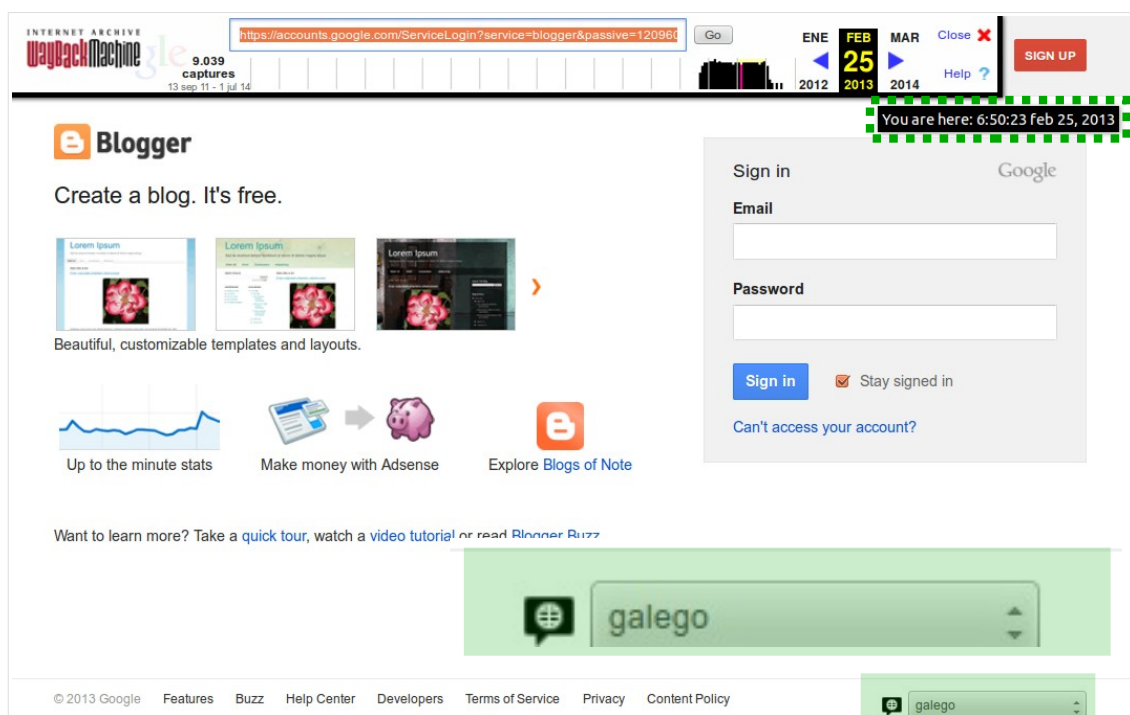 INTERNET ARCHIVE
WayBackMachine
https://accounts.google.com/ServiceLogin?service=blogger&passive=120960
Go
9.039
captures
13 sep 11 - 1 jul 14
ENE FEB MAR
25
2012 2013 2014
Close
Help ?
SIGN UP
You are here: 6:50:23 feb 25, 2013
Blogger
Create a blog. It's free.
Lorem Ipsum
Lorem Ipsum
Lorem Ipsum
Beautiful, customizable templates and layouts.
Up to the minute stats
Make money with Adsense
Explore Blogs of Note
Want to learn more? Take a quick tour, watch a video tutorial or read Blogger Buzz
Sign in
Google
Email
Password
Sign in
Stay signed in
Can't access your account?
galego
© 2013 Google Features Buzz Help Center Developers Terms of Service Privacy Content Policy
galego